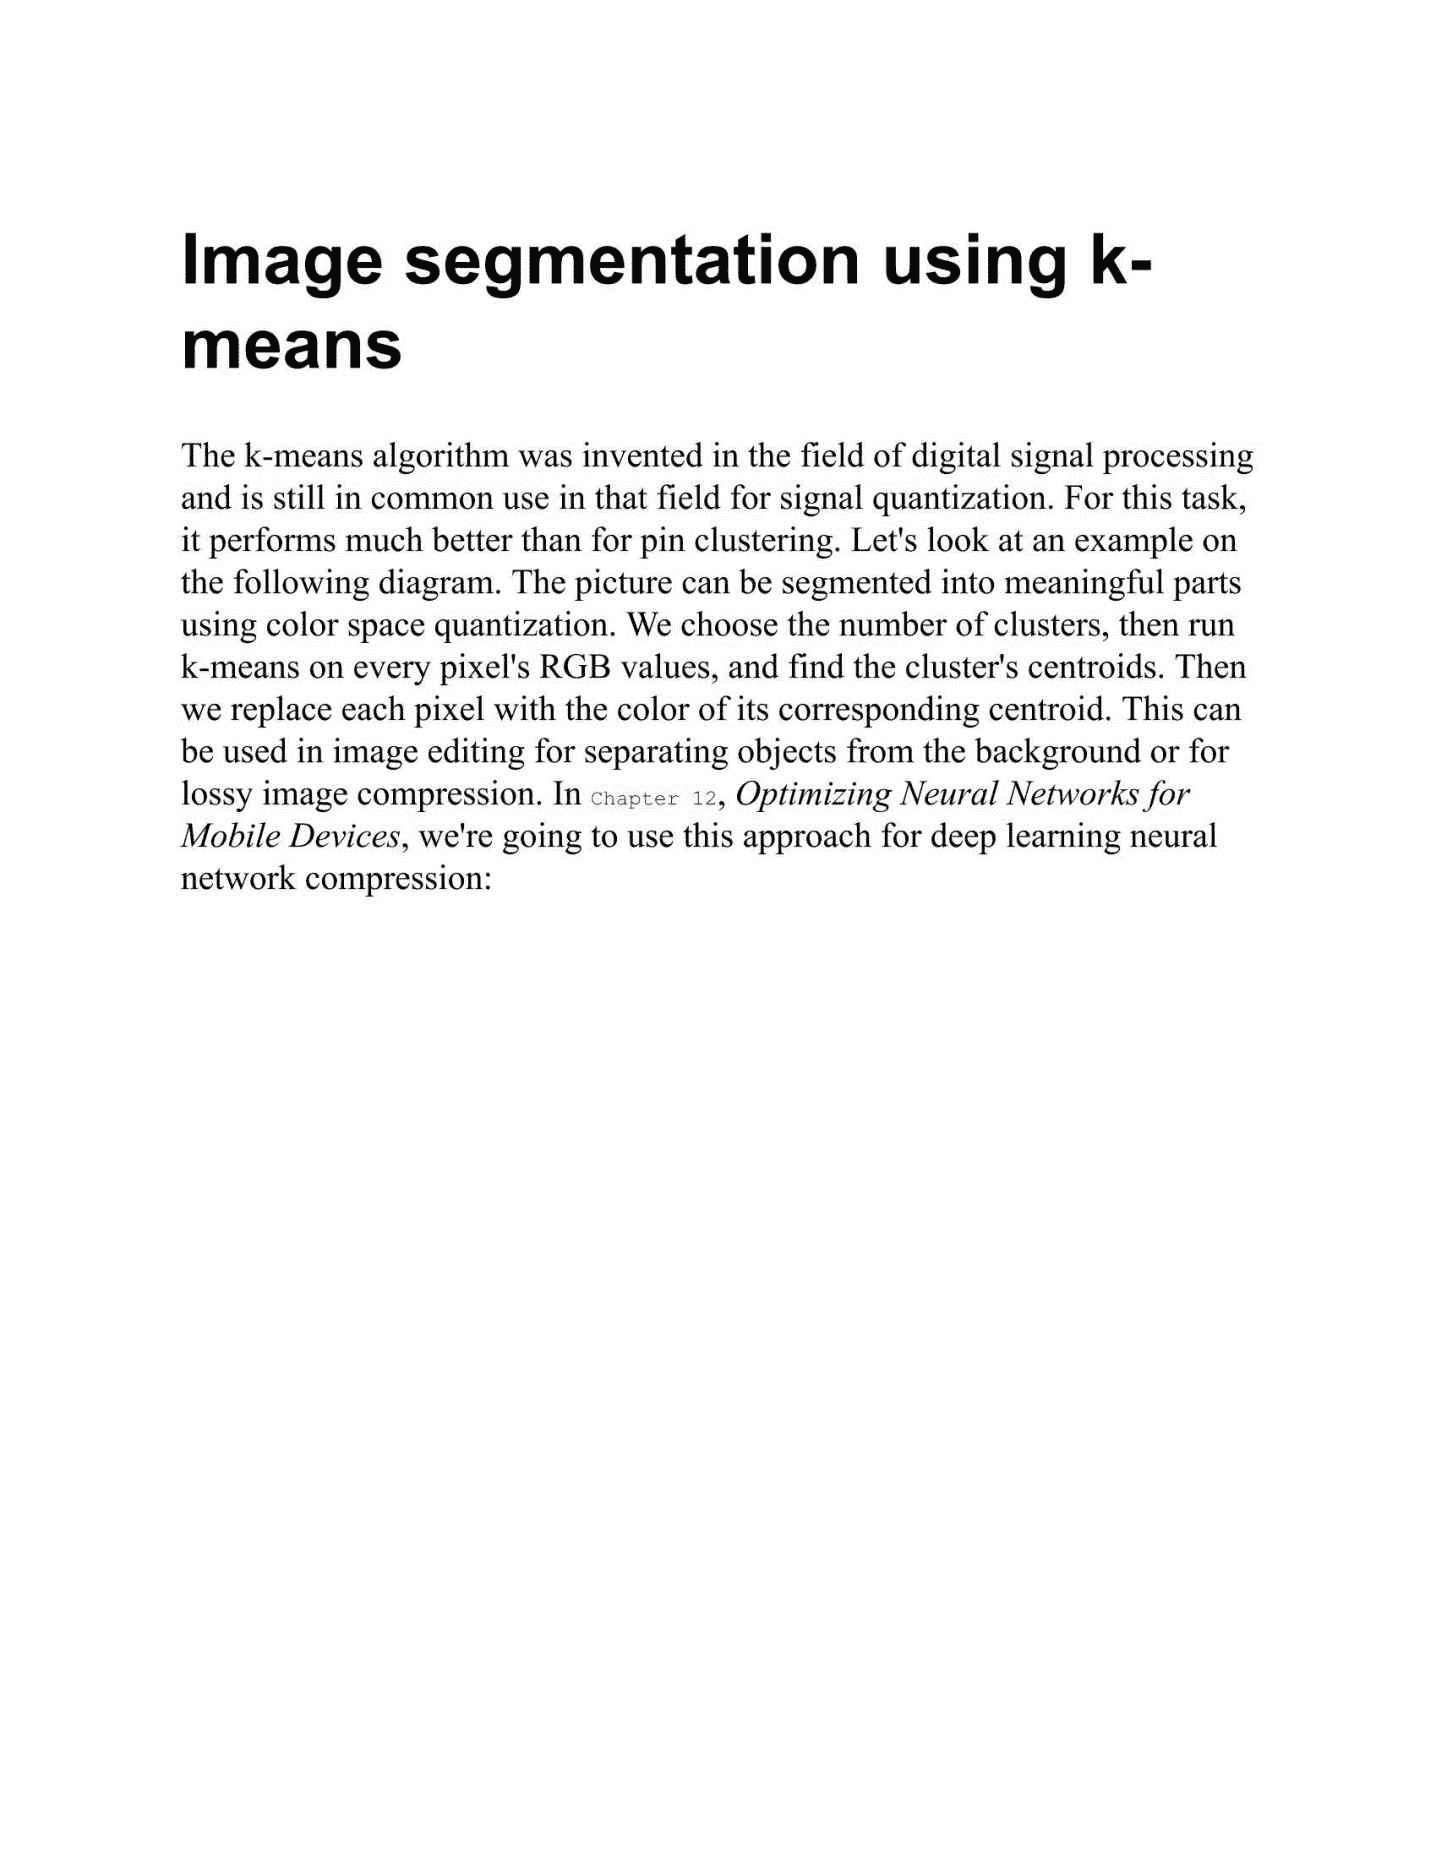 Image segmentation using k-
means
The k-means algorithm was invented in the field of digital signal processing
and is still in common use in that field for signal quantization. For this task,
it performs much better than for pin clustering. Let's look at an example on
the following diagram. The picture can be segmented into meaningful parts
using color space quantization. We choose the number of clusters, then run
k-means on every pixel's RGB values, and find the cluster's centroids. Then
we replace each pixel with the color of its corresponding centroid. This can
be used in image editing for separating objects from the background or for
lossy image compression. In Chapter 12, Optimizing Neural Networks for
Mobile Devices, we're going to use this approach for deep learning neural
network compression: